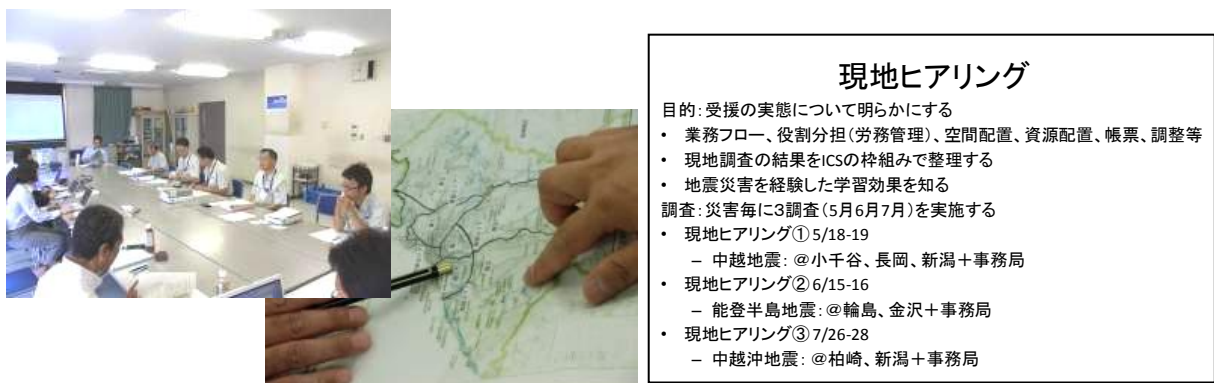 現地ヒアリング
目的:受援の実態について明らかにする
• 業務フロー、役割分担(労務管理)、空間配置、資源配置、帳票、調整等
• 現地調査の結果をICSの枠組みで整理する
• 地震災害を経験した学習効果を知る
調査:災害毎に3調査(5月6月7月)を実施する
• 現地ヒアリング① 5/18-19
– 中越地震: @小千谷、長岡、新潟+事務局
• 現地ヒアリング② 6/15-16
– 能登半島地震:@輪島、金沢+事務局
• 現地ヒアリング③ 7/26-28
– 中越沖地震: @柏崎、新潟+事務局